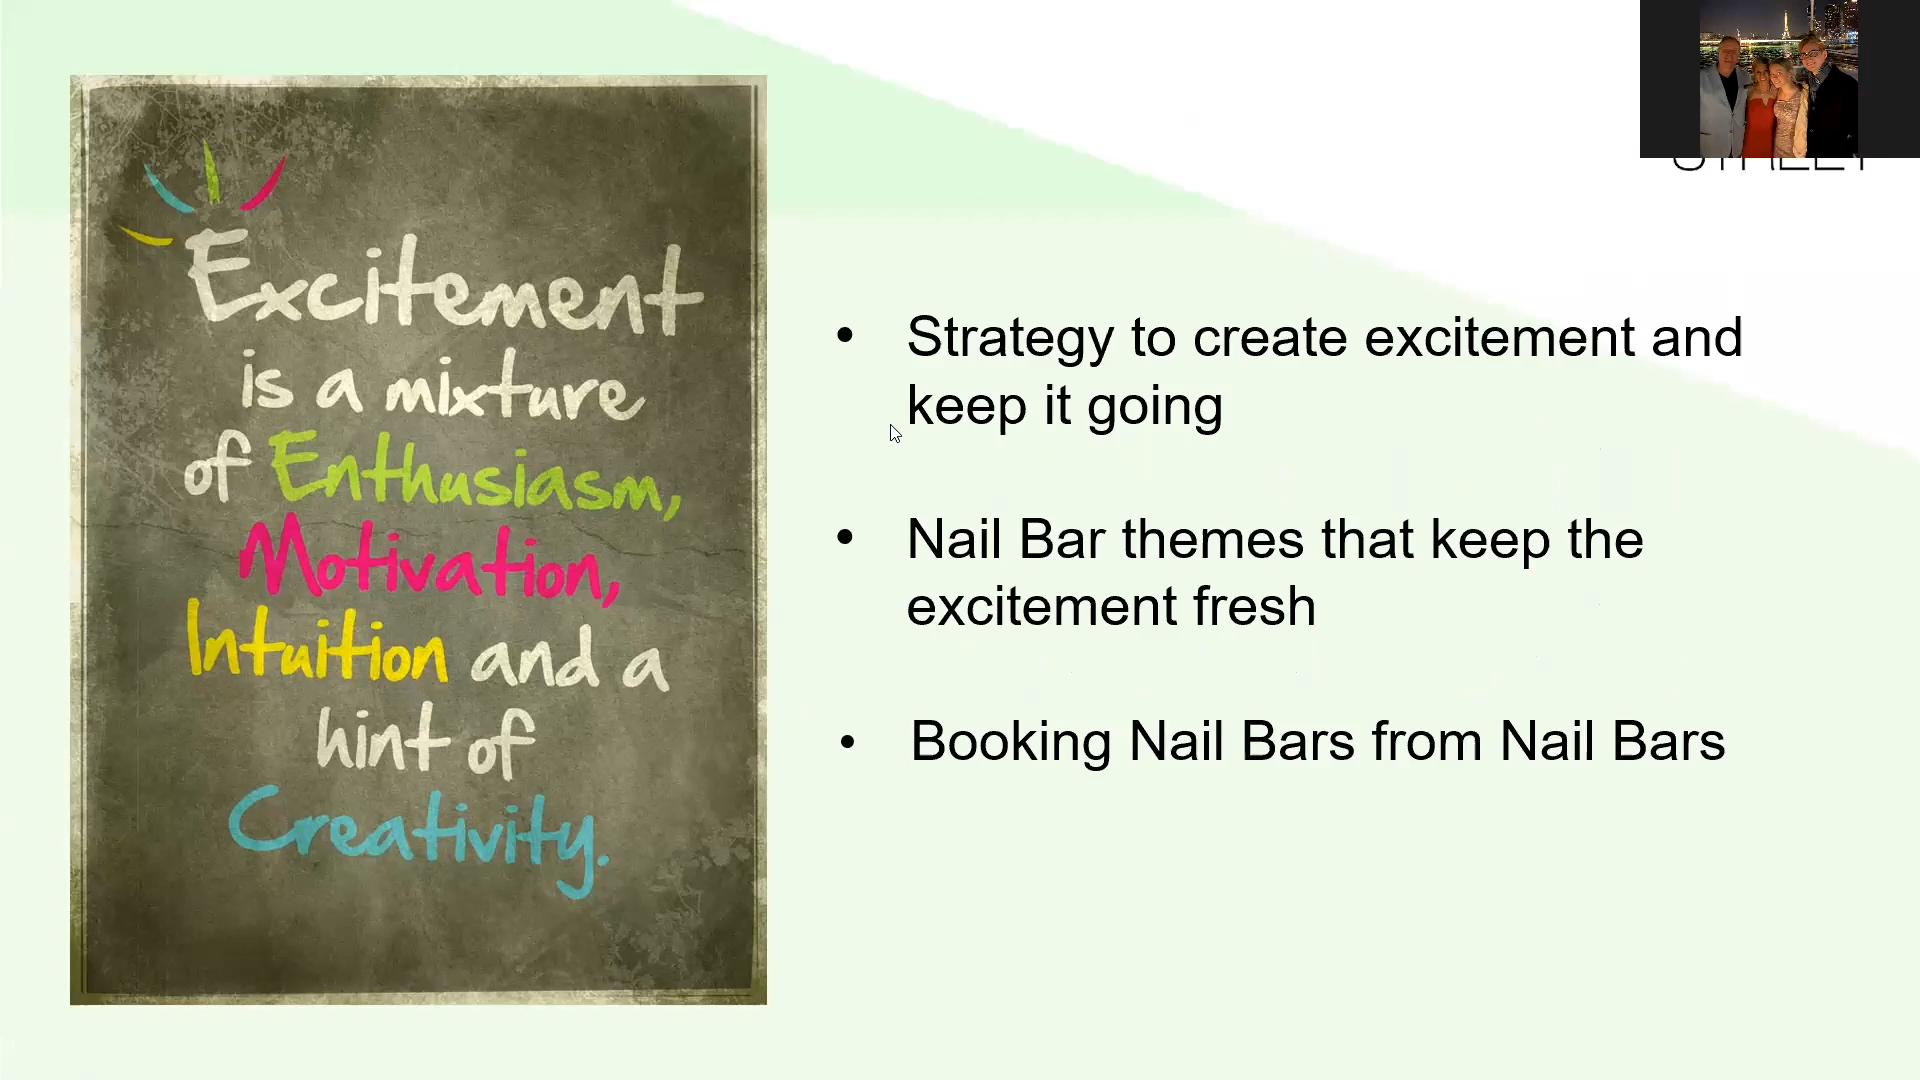 Excitement
is a mixture
of Enthusiasm,
Motivation,
Intuition and a
hint of
Creativity.
• Strategy to create excitement and
keep it going
• Nail Bar themes that keep the
excitement fresh
• Booking Nail Bars from Nail Bars